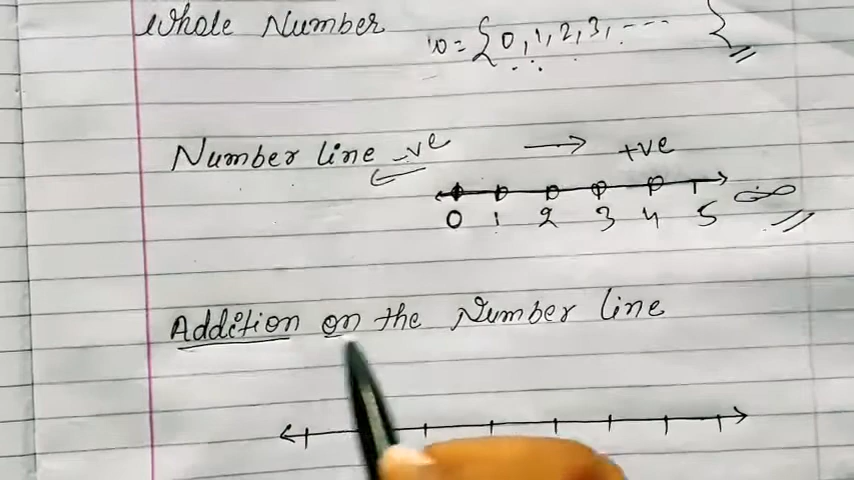 Whole Number w = {0, 1, 2, 3, ---- }
Number line -ve → +ve
0 1 2 3 4 5 ∞
Addition on the Number line